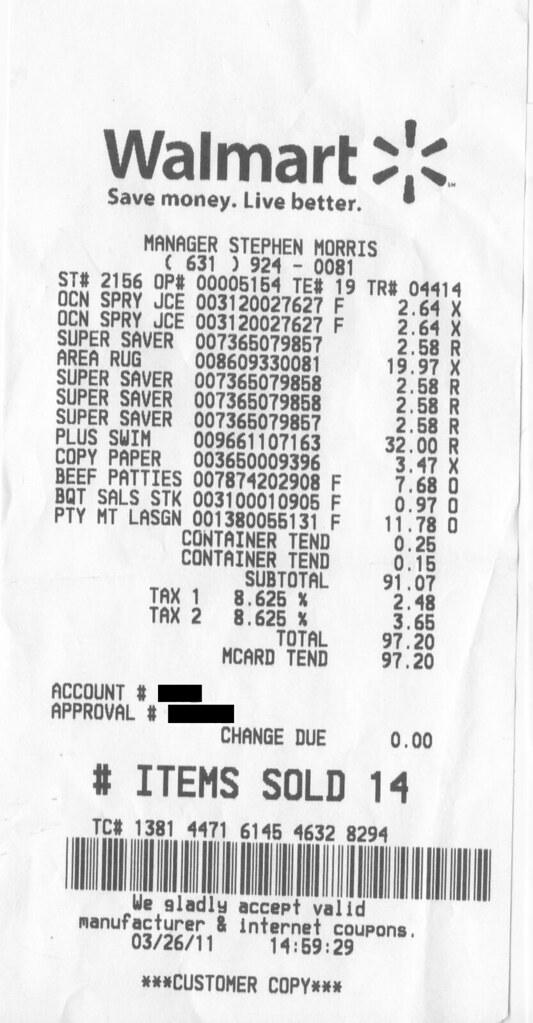 Walmart
Save money. Live better.
MANAGER STEPHEN MORRIS
( 631 ) 924 - 0081
ST# 2156 OP# 00005154 TE# 19 TR# 04414
OCN SPRY JCE 003120027627 F 2.64 X
OCN SPRY JCE 003120027627 F 2.64 X
SUPER SAVER 007365079857 2.58 R
AREA RUG 008609330081 19.97 X
SUPER SAVER 007365079858 2.58 R
SUPER SAVER 007365079858 2.58 R
SUPER SAVER 007365079857 2.58 R
PLUS SWIM 009661107163 32.00 R
COPY PAPER 003650009396 3.47 X
BEEF PATTIES 007874202908 F 7.68 O
BQT SALS STK 003100010905 F 0.97 O
PTY MT LASGN 001380055131 F 11.78 O
CONTAINER TEND 0.25
CONTAINER TEND 0.15
SUBTOTAL 91.07
TAX 1 8.625 % 2.48
TAX 2 8.625 % 3.65
TOTAL 97.20
MCARD TEND 97.20
ACCOUNT #
APPROVAL #
CHANGE DUE 0.00
# ITEMS SOLD 14
TC# 1381 4471 6145 4632 8294
We gladly accept valid
manufacturer & internet coupons.
03/26/11 14:59:29
***CUSTOMER COPY***